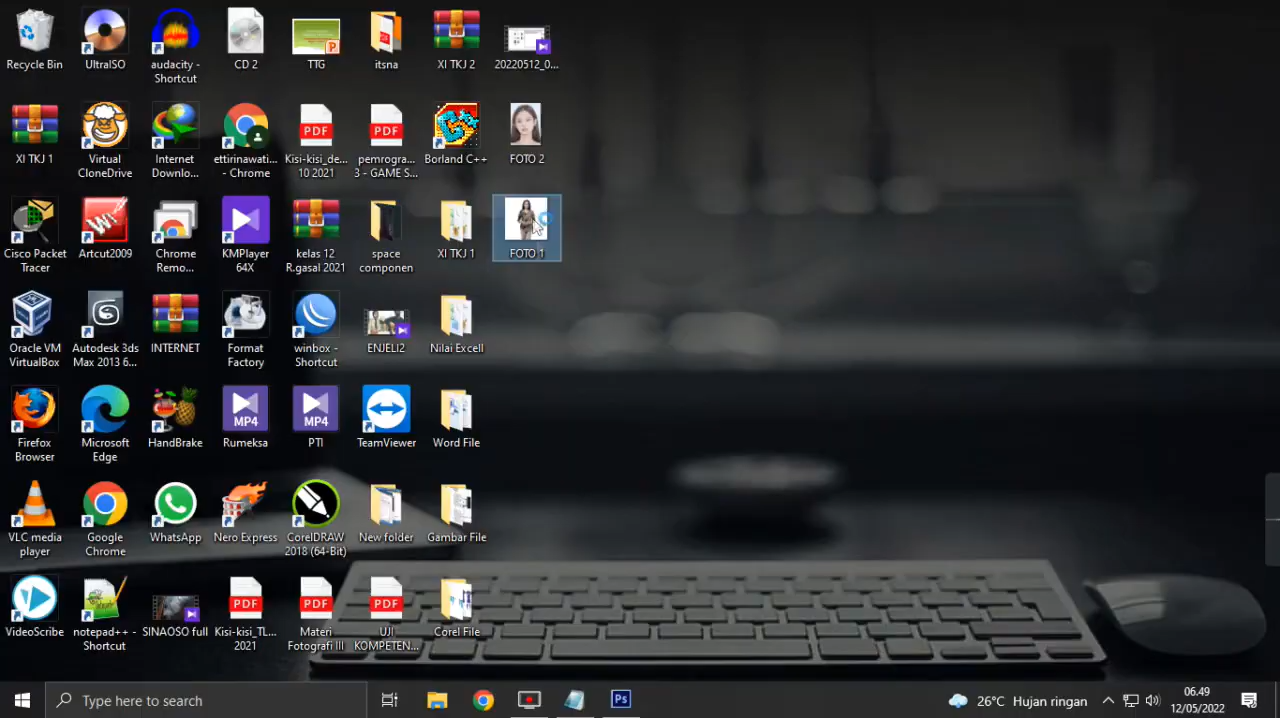 Recycle Bin
UltraISO
audacity -
Shortcut
CD 2
TTG
itsna
XI TKJ 2
20220512_0...
XI TKJ 1
Virtual
CloneDrive
Internet
Downlo...
ettirinawati...
- Chrome
PDF
Kisi-kisi_de...
10 2021
PDF
pemrogra...
3 - GAME S...
Borland C++
FOTO 2
Cisco Packet
Tracer
Artcut2009
Chrome
Remo...
KMPlayer
64X
kelas 12
R.gasal 2021
space
componen
XI TKJ 1
FOTO 1
Oracle VM
VirtualBox
Autodesk 3ds
Max 2013 6...
INTERNET
Format
Factory
winbox -
Shortcut
ENJELI2
Nilai Excell
Firefox
Browser
Microsoft
Edge
HandBrake
MP4
Rumeksa
MP4
PTI
TeamViewer
Word File
VLC media
player
Google
Chrome
WhatsApp
Nero Express
CorelDRAW
2018 (64-Bit)
New folder
Gambar File
VideoScribe
notepad++ -
Shortcut
SINAOSO full
PDF
Kisi-kisi_TL...
2021
PDF
Materi
Fotografi III
PDF
UJI
KOMPETEN...
Corel File
Type here to search
Ps
26°C Hujan ringan
06.49
12/05/2022